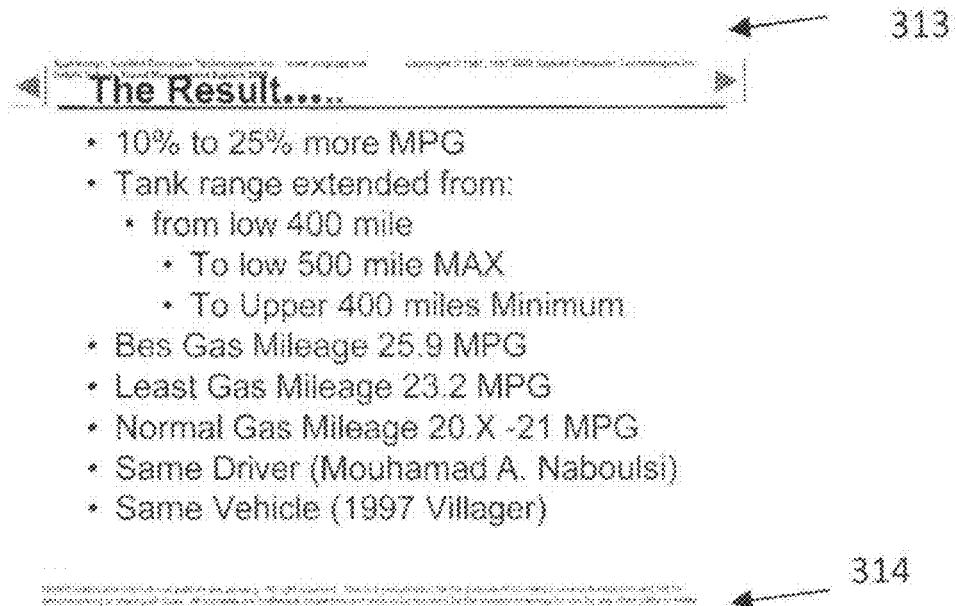 313
The Result.....
• 10% to 25% more MPG
• Tank range extended from:
• from low 400 mile
• To low 500 mile MAX
• To Upper 400 miles Minimum
• Bes Gas Mileage 25.9 MPG
• Least Gas Mileage 23.2 MPG
• Normal Gas Mileage 20.X -21 MPG
• Same Driver (Mouhamad A. Naboulsi)
• Same Vehicle (1997 Villager)
314